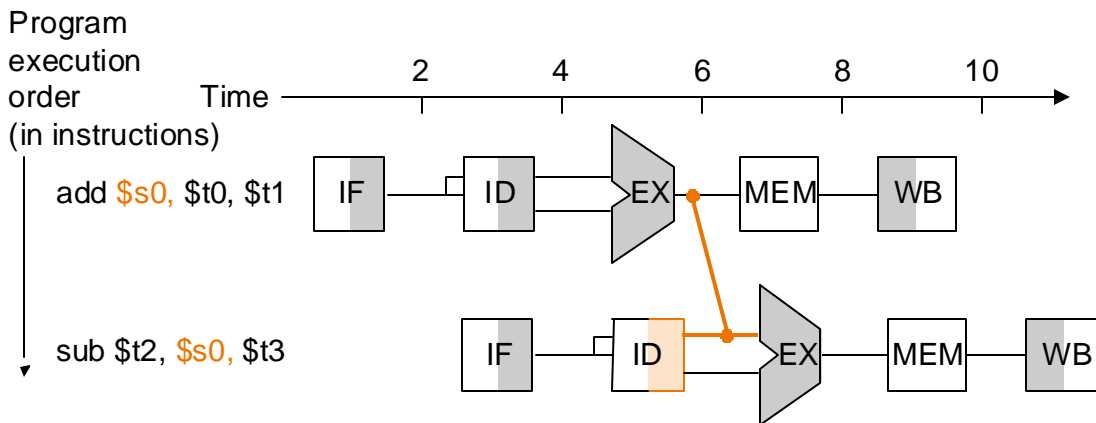 Program
execution
order
(in instructions)
Time
2 4 6 8 10
add $s0, $t0, $t1
IF ID EX MEM WB
sub $t2, $s0, $t3
IF ID EX MEM WB